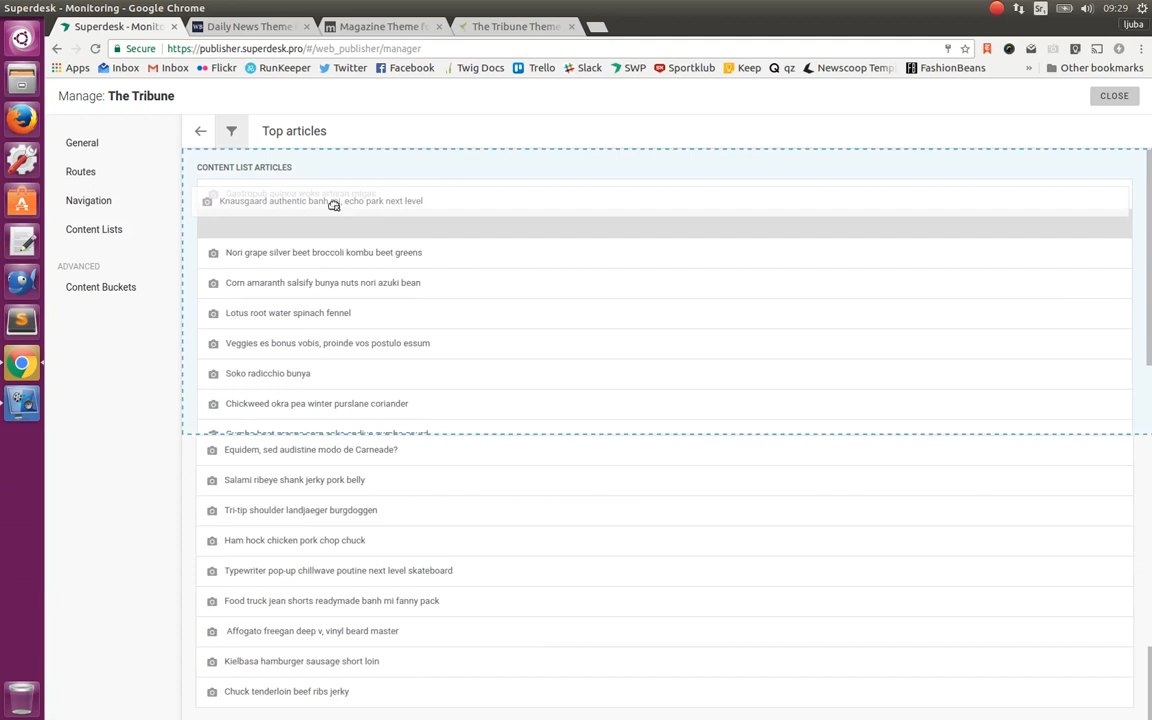 Superdesk - Monitoring - Google Chrome
Sr1
09:29
ljuba
Superdesk - Monito
Daily News Theme
Magazine Theme fo
The Tribune Theme
Secure
https://publisher.superdesk.pro/#/web_publisher/manager
Apps
Inbox
Inbox
Flickr
RunKeeper
Twitter
Facebook
Twig Docs
Trello
Slack
SWP
Sportklub
Keep
qz
Newscoop Temp
FashionBeans
»
Other bookmarks
Manage: The Tribune
CLOSE
General
Routes
Navigation
Content Lists
ADVANCED
Content Buckets
Top articles
CONTENT LIST ARTICLES
Gastropub quinoa woke artisan migas
Knausgaard authentic banh mi, echo park next level
Nori grape silver beet broccoli kombu beet greens
Corn amaranth salsify bunya nuts nori azuki bean
Lotus root water spinach fennel
Veggies es bonus vobis, proinde vos postulo essum
Soko radicchio bunya
Chickweed okra pea winter purslane coriander
Equidem, sed audistine modo de Carneade?
Salami ribeye shank jerky pork belly
Tri-tip shoulder landjaeger burgdoggen
Ham hock chicken pork chop chuck
Typewriter pop-up chillwave poutine next level skateboard
Food truck jean shorts readymade banh mi fanny pack
Affogato freegan deep v, vinyl beard master
Kielbasa hamburger sausage short loin
Chuck tenderloin beef ribs jerky